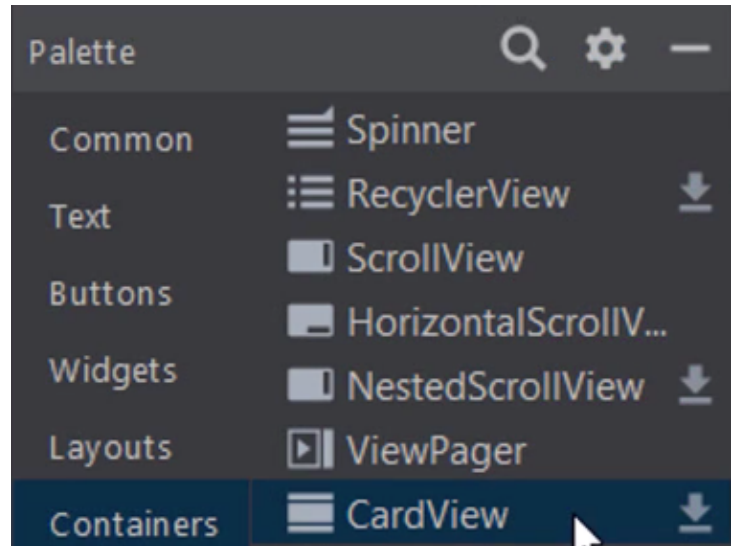 Palette
Common
Text
Buttons
Widgets
Layouts
Containers
Spinner
RecyclerView
ScrollView
HorizontalScrollV...
NestedScrollView
ViewPager
CardView